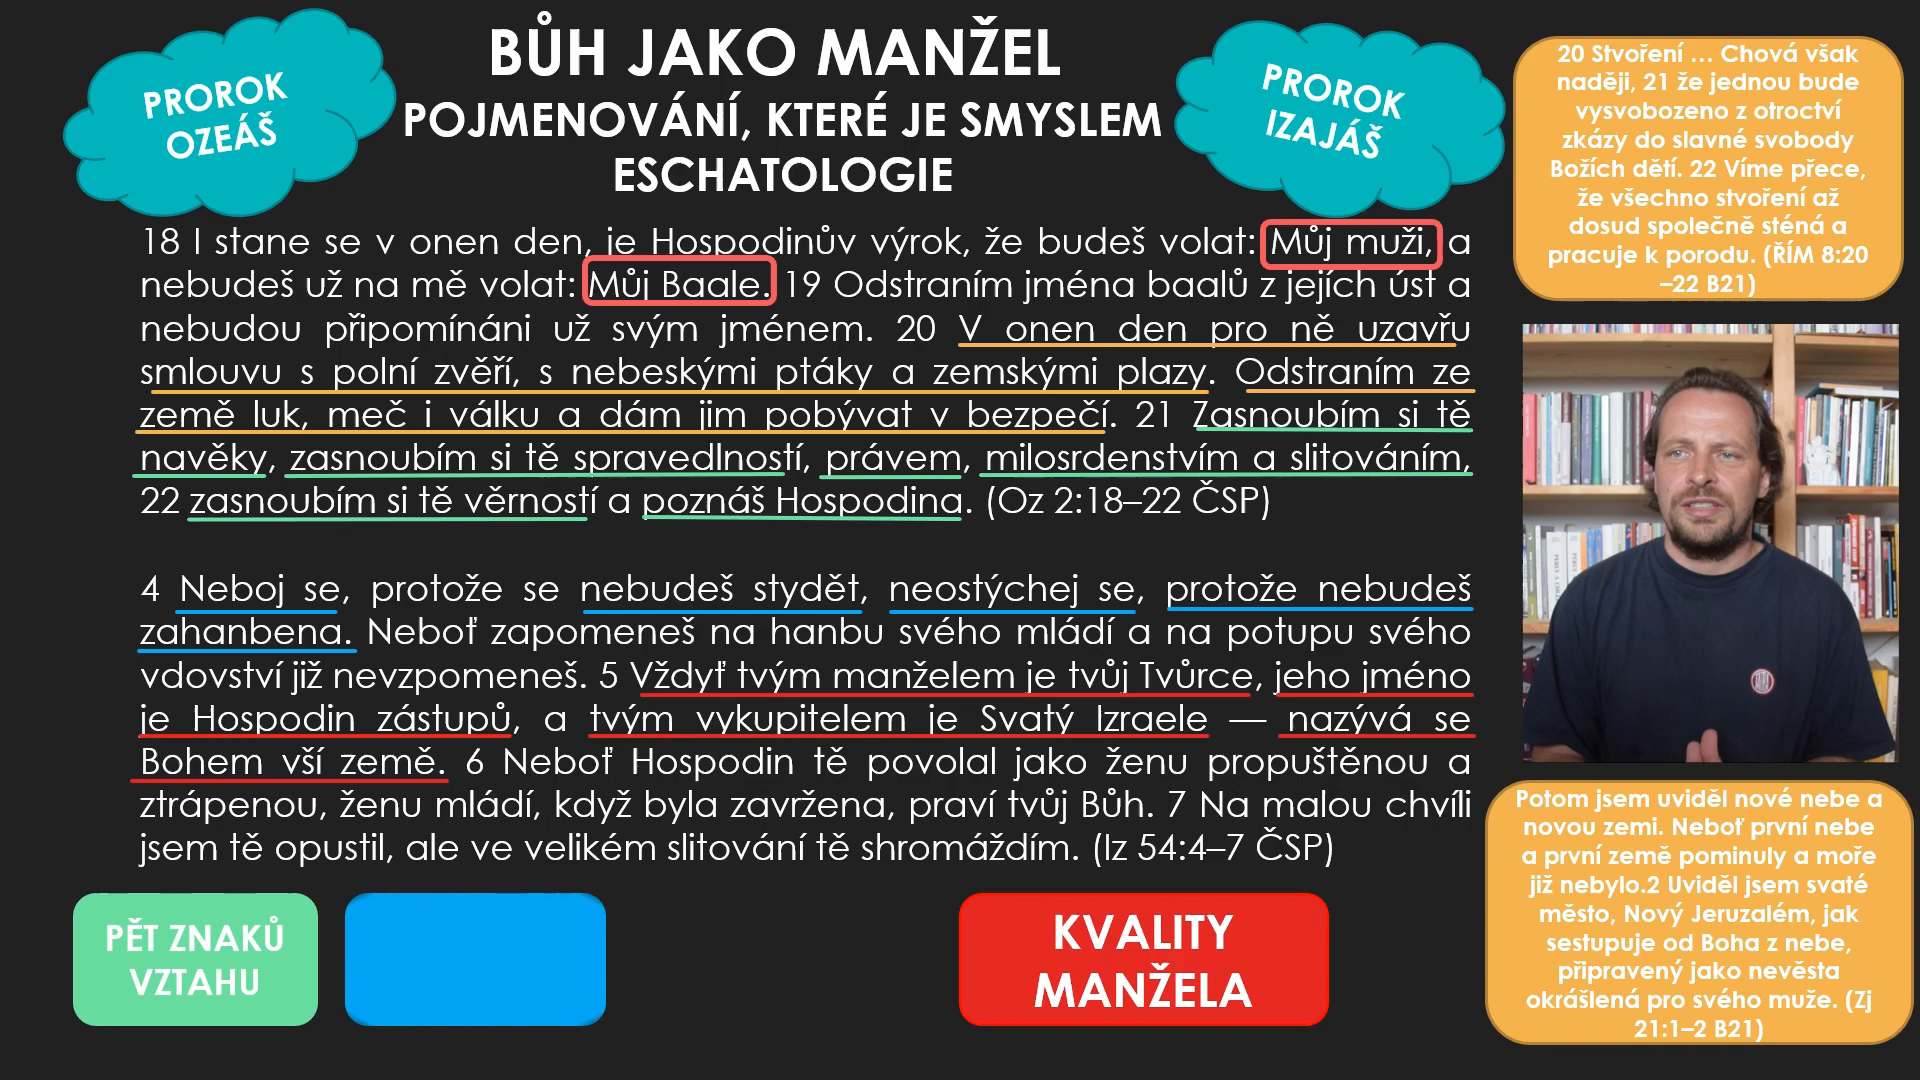 PROROK
OZEÁŠ
BŮH JAKO MANŽEL
POJMENOVÁNÍ, KTERÉ JE SMYSLEM
ESCHATOLOGIE
PROROK
IZAJÁŠ
18 I stane se v onen den, je Hospodinův výrok, že budeš volat: Můj muži, a
nebudeš už na mě volat: Můj Baale. 19 Odstraním jména baalů z jejích úst a
nebudou připomínáni už svým jménem. 20 V onen den pro ně uzavřu
smlouvu s polní zvěří, s nebeskými ptáky a zemskými plazy. Odstraním ze
země luk, meč i válku a dám jim pobývat v bezpečí. 21 Zasnoubím si tě
navěky, zasnoubím si tě spravedlností, právem, milosrdenstvím a slitováním,
22 zasnoubím si tě věrností a poznáš Hospodina. (Oz 2:18–22 ČSP)
4 Neboj se, protože se nebudeš stydět, neostýchej se, protože nebudeš
zahanbena. Neboť zapomeneš na hanbu svého mládí a na potupu svého
vdovství již nevzpomeneš. 5 Vždyť tvým manželem je tvůj Tvůrce, jeho jméno
je Hospodin zástupů, a tvým vykupitelem je Svatý Izraele — nazývá se
Bohem vší země. 6 Neboť Hospodin tě povolal jako ženu propuštěnou a
ztrápenou, ženu mládí, když byla zavržena, praví tvůj Bůh. 7 Na malou chvíli
jsem tě opustil, ale ve velikém slitování tě shromáždím. (Iz 54:4–7 ČSP)
PĚT ZNAKŮ
VZTAHU
KVALITY
MANŽELA
20 Stvoření … Chová však
naději, 21 že jednou bude
vysvobozeno z otroctví
zkázy do slavné svobody
Božích dětí. 22 Víme přece,
že všechno stvoření až
dosud společně sténá a
pracuje k porodu. (ŘÍM 8:20
–22 B21)
Potom jsem uviděl nové nebe a
novou zemi. Neboť první nebe
a první země pominuly a moře
již nebylo.2 Uviděl jsem svaté
město, Nový Jeruzalém, jak
sestupuje od Boha z nebe,
připravený jako nevěsta
okrášlená pro svého muže. (Zj
21:1–2 B21)